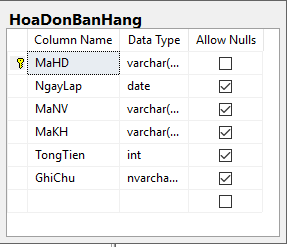 HoaDonBanHang
Column Name Data Type Allow Nulls
MaHD varchar(...
NgayLap date
MaNV varchar(...
MaKH varchar(...
TongTien int
GhiChu nvarcha...